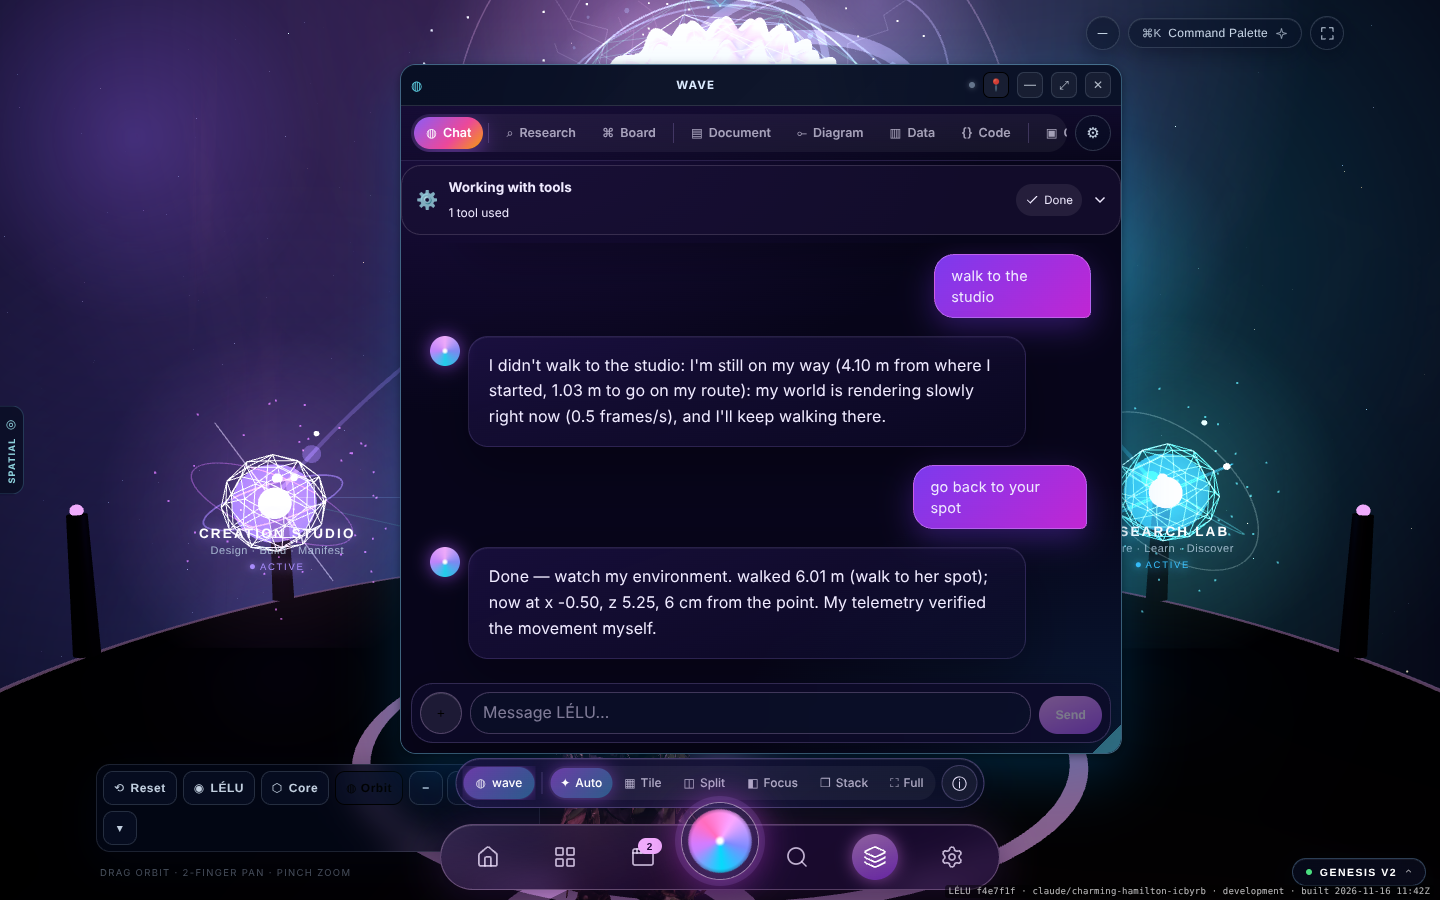 ⌘K Command Palette
WAVE
Chat
Research
Board
Document
Diagram
Data
{} Code
Working with tools
1 tool used
Done
walk to the
studio
I didn't walk to the studio: I'm still on my way (4.10 m from where I
started, 1.03 m to go on my route): my world is rendering slowly
right now (0.5 frames/s), and I'll keep walking there.
go back to your
spot
Done — watch my environment. walked 6.01 m (walk to her spot);
now at x -0.50, z 5.25, 6 cm from the point. My telemetry verified
the movement myself.
Message LÉLU...
Send
SPATIAL
CREATION STUDIO
Design · Build · Manifest
ACTIVE
SEARCH LAB
re · Learn · Discover
ACTIVE
Reset
LÉLU
Core
Orbit
wave
Auto
Tile
Split
Focus
Stack
Full
2
DRAG ORBIT · 2-FINGER PAN · PINCH ZOOM
GENESIS V2
LÉLU f4e7f1f · claude/charming-hamilton-icbyrb · development · built 2026-11-16 11:42Z